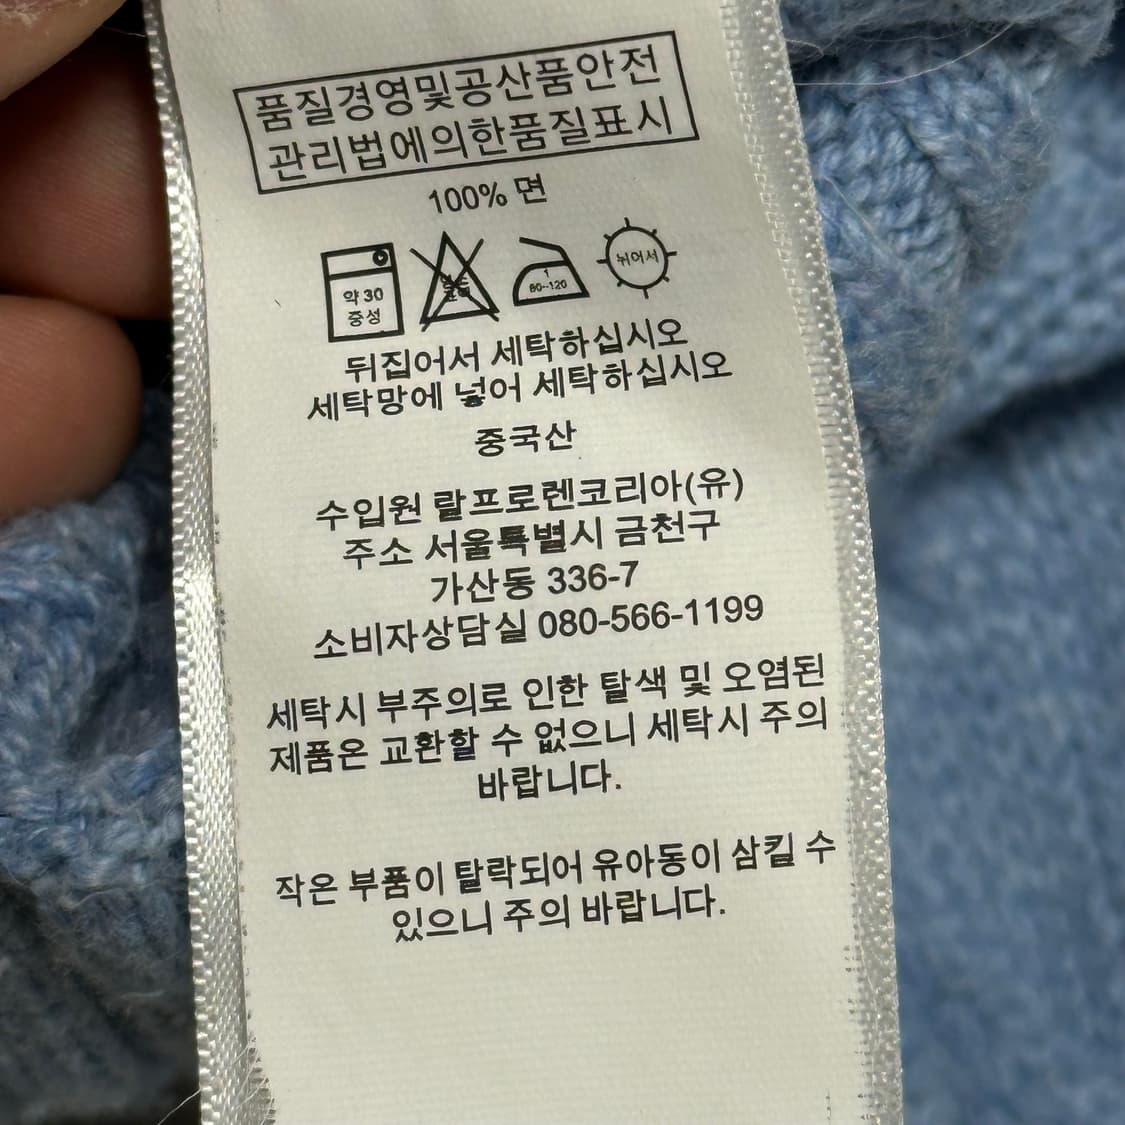 품질경영및공산품안전
관리법에의한품질표시
100% 면
약 30
중성
1
80~120
뉘어서
뒤집어서 세탁하십시오
세탁망에 넣어 세탁하십시오
중국산
수입원 랄프로렌코리아(유)
주소 서울특별시 금천구
가산동 336-7
소비자상담실 080-566-1199
세탁시 부주의로 인한 탈색 및 오염된
제품은 교환할 수 없으니 세탁시 주의
바랍니다.
작은 부품이 탈락되어 유아동이 삼킬 수
있으니 주의 바랍니다.